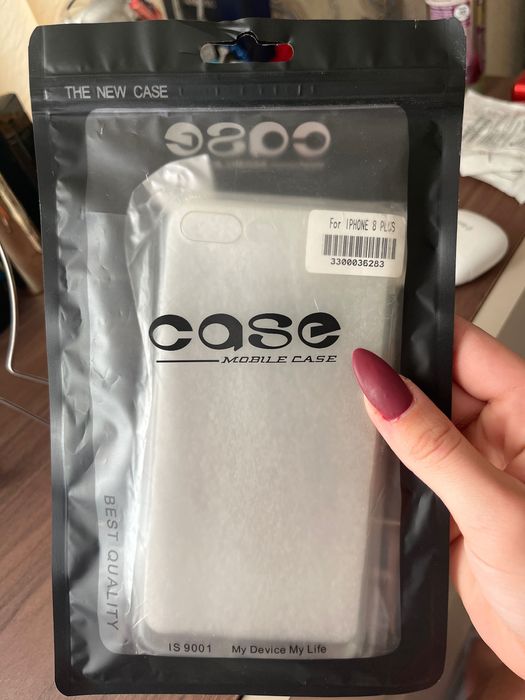 THE NEW CASE
case
For IPHONE 8 PLUS
3300036283
case
MOBILE CASE
BEST QUALITY
IS 9001 My Device My Life